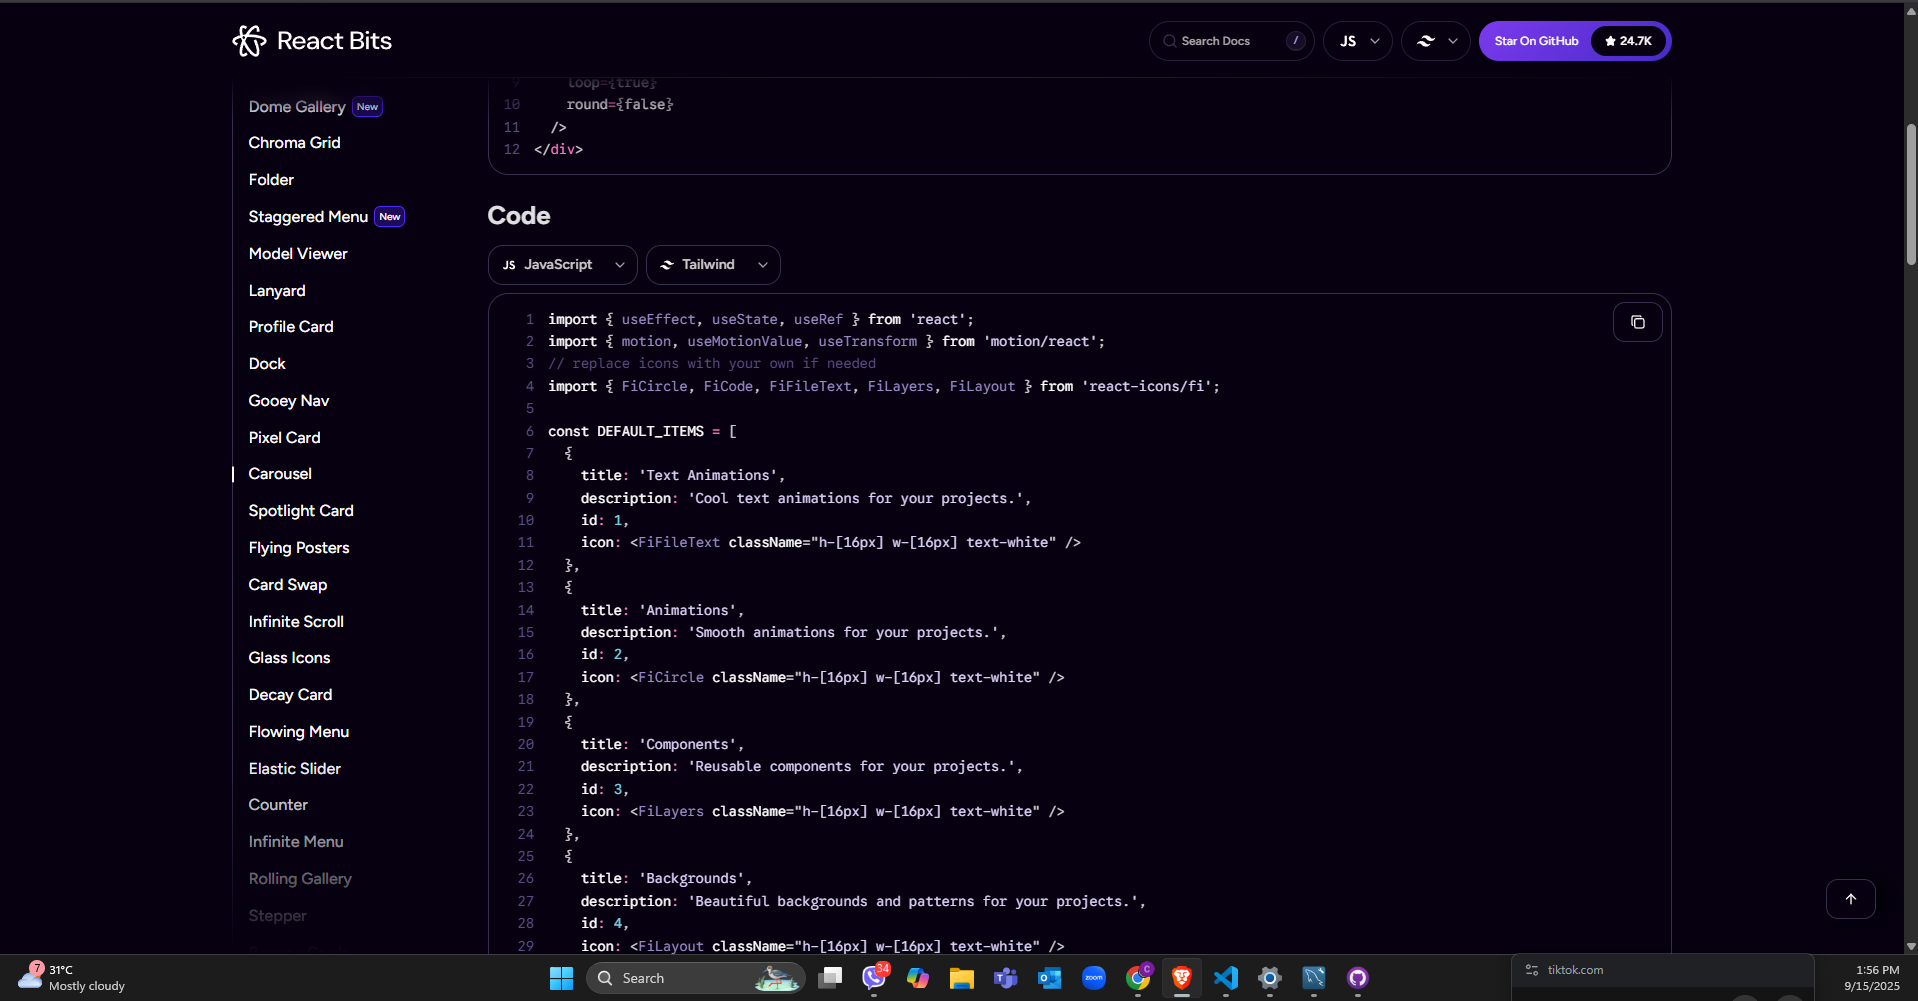 React Bits
Search Docs /
JS
Star On GitHub 24.7K
Dome Gallery New
Chroma Grid
Folder
Staggered Menu New
Model Viewer
Lanyard
Profile Card
Dock
Gooey Nav
Pixel Card
Carousel
Spotlight Card
Flying Posters
Card Swap
Infinite Scroll
Glass Icons
Decay Card
Flowing Menu
Elastic Slider
Counter
Infinite Menu
Rolling Gallery
Stepper
9 loop={true}
10 round={false}
11 />
12 </div>
Code
JS JavaScript
Tailwind
1 import { useEffect, useState, useRef } from 'react';
2 import { motion, useMotionValue, useTransform } from 'motion/react';
3 // replace icons with your own if needed
4 import { FiCircle, FiCode, FiFileText, FiLayers, FiLayout } from 'react-icons/fi';
5
6 const DEFAULT_ITEMS = [
7 {
8 title: 'Text Animations',
9 description: 'Cool text animations for your projects.',
10 id: 1,
11 icon: <FiFileText className="h-[16px] w-[16px] text-white" />
12 },
13 {
14 title: 'Animations',
15 description: 'Smooth animations for your projects.',
16 id: 2,
17 icon: <FiCircle className="h-[16px] w-[16px] text-white" />
18 },
19 {
20 title: 'Components',
21 description: 'Reusable components for your projects.',
22 id: 3,
23 icon: <FiLayers className="h-[16px] w-[16px] text-white" />
24 },
25 {
26 title: 'Backgrounds',
27 description: 'Beautiful backgrounds and patterns for your projects.',
28 id: 4,
29 icon: <FiLayout className="h-[16px] w-[16px] text-white" />
7
31°C
Mostly cloudy
Search
34
zoom
C
tiktok.com
1:56 PM
9/15/2025